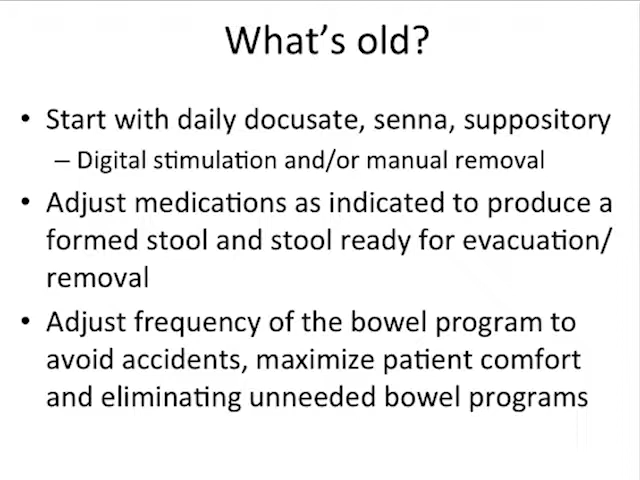 What's old?
• Start with daily docusate, senna, suppository
– Digital stimulation and/or manual removal
• Adjust medications as indicated to produce a
formed stool and stool ready for evacuation/
removal
• Adjust frequency of the bowel program to
avoid accidents, maximize patient comfort
and eliminating unneeded bowel programs